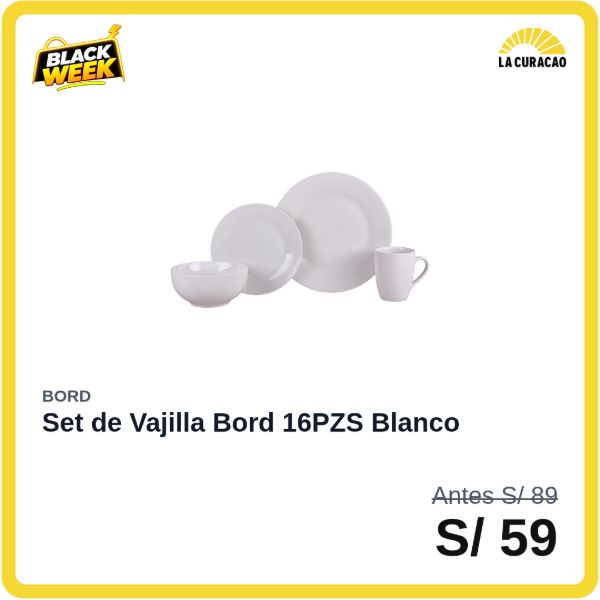 BLACK
WEEK
LA CURACAO
BORD
Set de Vajilla Bord 16PZS Blanco
Antes S/ 89
S/ 59